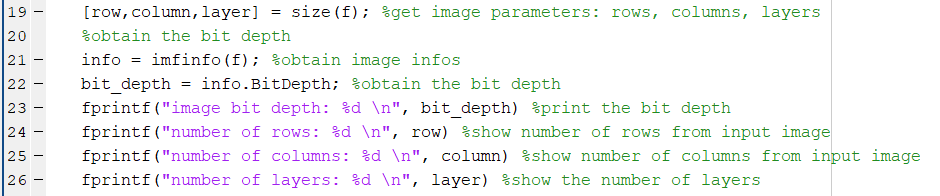 19 – [row,column,layer] = size(f); %get image parameters: rows, columns, layers
20 %obtain the bit depth
21 – info = imfinfo(f); %obtain image infos
22 – bit_depth = info.BitDepth; %obtain the bit depth
23 – fprintf("image bit depth: %d \n", bit_depth) %print the bit depth
24 – fprintf("number of rows: %d \n", row) %show number of rows from input image
25 – fprintf("number of columns: %d \n", column) %show number of columns from input image
26 – fprintf("number of layers: %d \n", layer) %show the number of layers